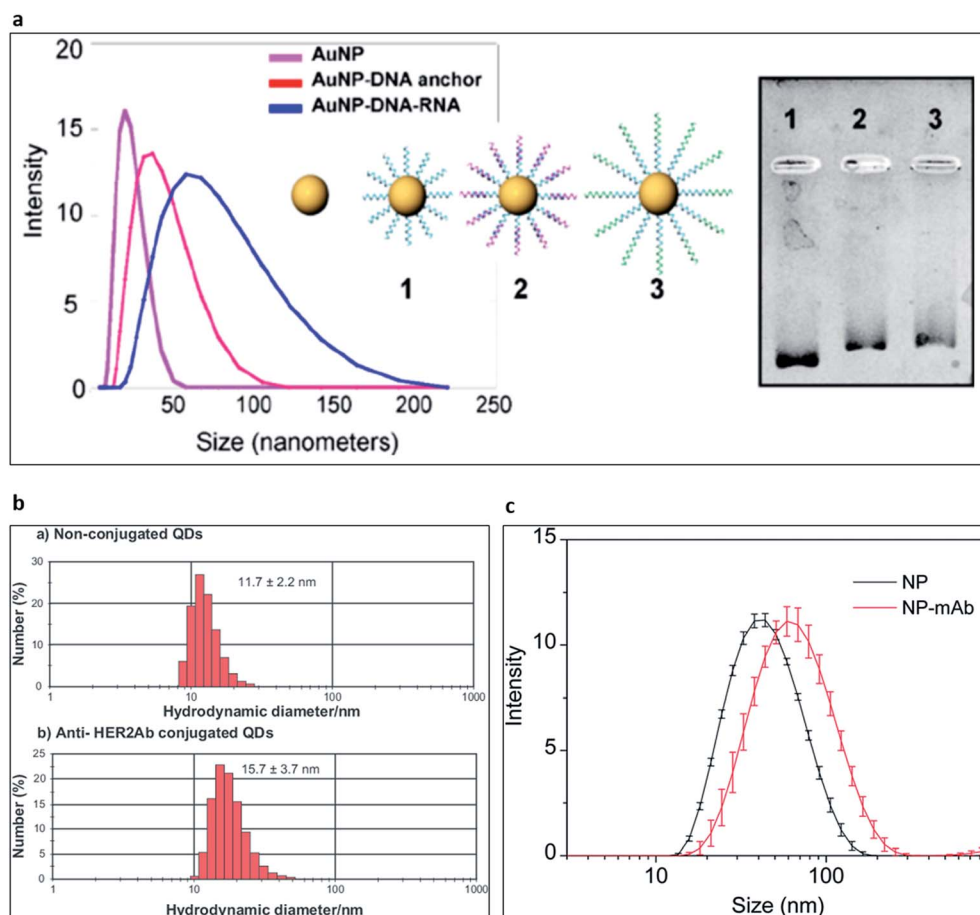 a
20
15
10
5
0
Intensity
AuNP
AuNP-DNA anchor
AuNP-DNA-RNA
1
2
3
50
100
150
200
250
Size (nanometers)
1
2
3
b
a) Non-conjugated QDs
30
20
10
0
Number (%)
11.7 ± 2.2 nm
1
10
100
1000
Hydrodynamic diameter/nm
b) Anti- HER2Ab conjugated QDs
25
20
15
10
5
0
Number (%)
15.7 ± 3.7 nm
1
10
100
1000
Hydrodynamic diameter/nm
c
15
10
5
0
Intensity
NP
NP-mAb
10
100
Size (nm)